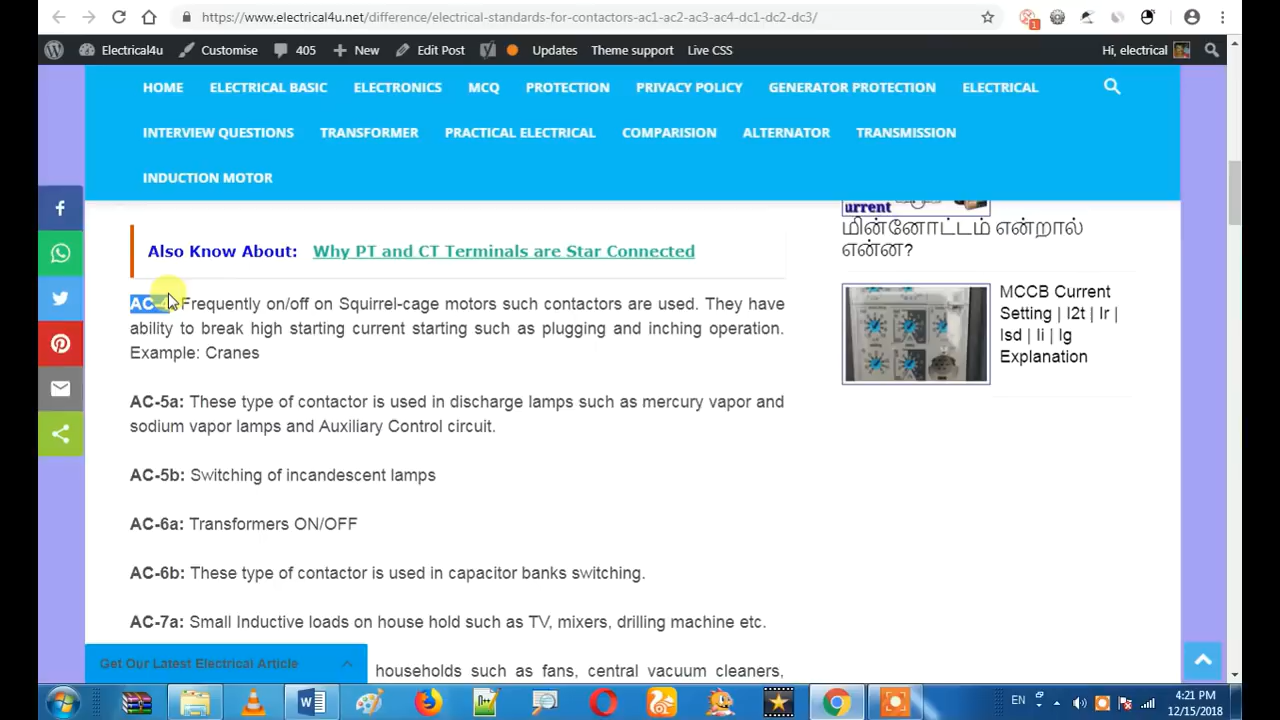 https://www.electrical4u.net/difference/electrical-standards-for-contactors-ac1-ac2-ac3-ac4-dc1-dc2-dc3/
1
Electrical4u Customise 405 New Edit Post Updates Theme support Live CSS Hi, electrical
HOME ELECTRICAL BASIC ELECTRONICS MCQ PROTECTION PRIVACY POLICY GENERATOR PROTECTION ELECTRICAL
INTERVIEW QUESTIONS TRANSFORMER PRACTICAL ELECTRICAL COMPARISION ALTERNATOR TRANSMISSION
INDUCTION MOTOR
urrent
மின்னோட்டம் என்றால்
என்ன?
Also Know About: Why PT and CT Terminals are Star Connected
MCCB Current
Setting | I2t | Ir |
Isd | Ii | Ig
Explanation
AC-4 Frequently on/off on Squirrel-cage motors such contactors are used. They have
ability to break high starting current starting such as plugging and inching operation.
Example: Cranes
AC-5a: These type of contactor is used in discharge lamps such as mercury vapor and
sodium vapor lamps and Auxiliary Control circuit.
AC-5b: Switching of incandescent lamps
AC-6a: Transformers ON/OFF
AC-6b: These type of contactor is used in capacitor banks switching.
AC-7a: Small Inductive loads on house hold such as TV, mixers, drilling machine etc.
Get Our Latest Electrical Article
households such as fans, central vacuum cleaners,
EN
4:21 PM
12/15/2018